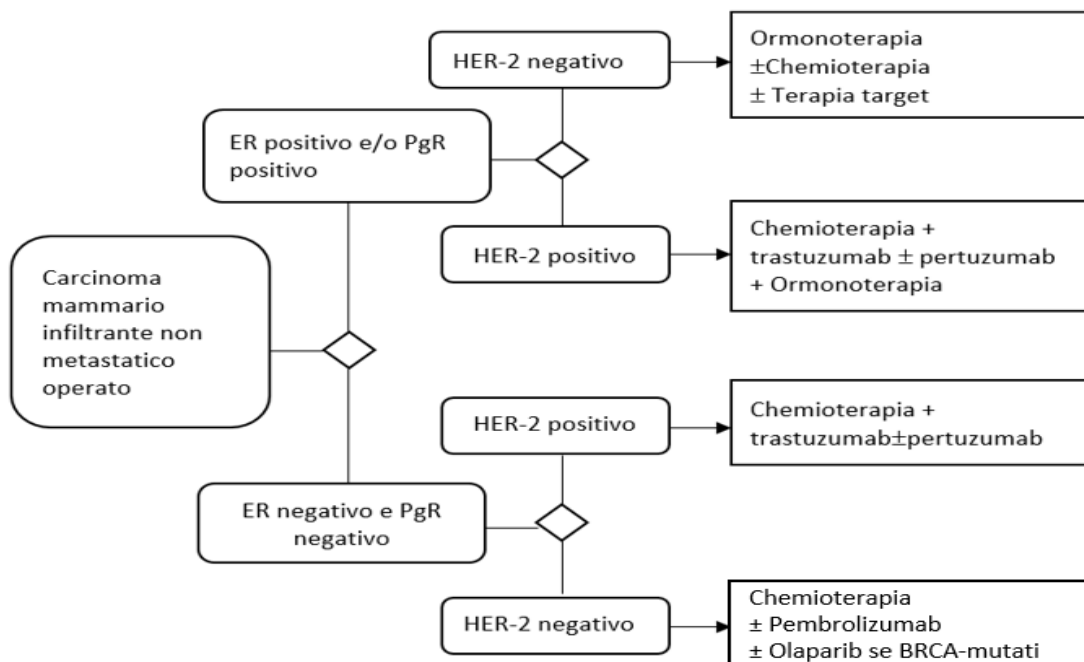 Carcinoma
mammario
infiltrante non
metastatico
operato
ER positivo e/o PgR
positivo
HER-2 negativo
Ormonoterapia
±Chemioterapia
± Terapia target
HER-2 positivo
Chemioterapia +
trastuzumab ± pertuzumab
+ Ormonoterapia
ER negativo e PgR
negativo
HER-2 positivo
Chemioterapia +
trastuzumab±pertuzumab
HER-2 negativo
Chemioterapia
± Pembrolizumab
± Olaparib se BRCA-mutati